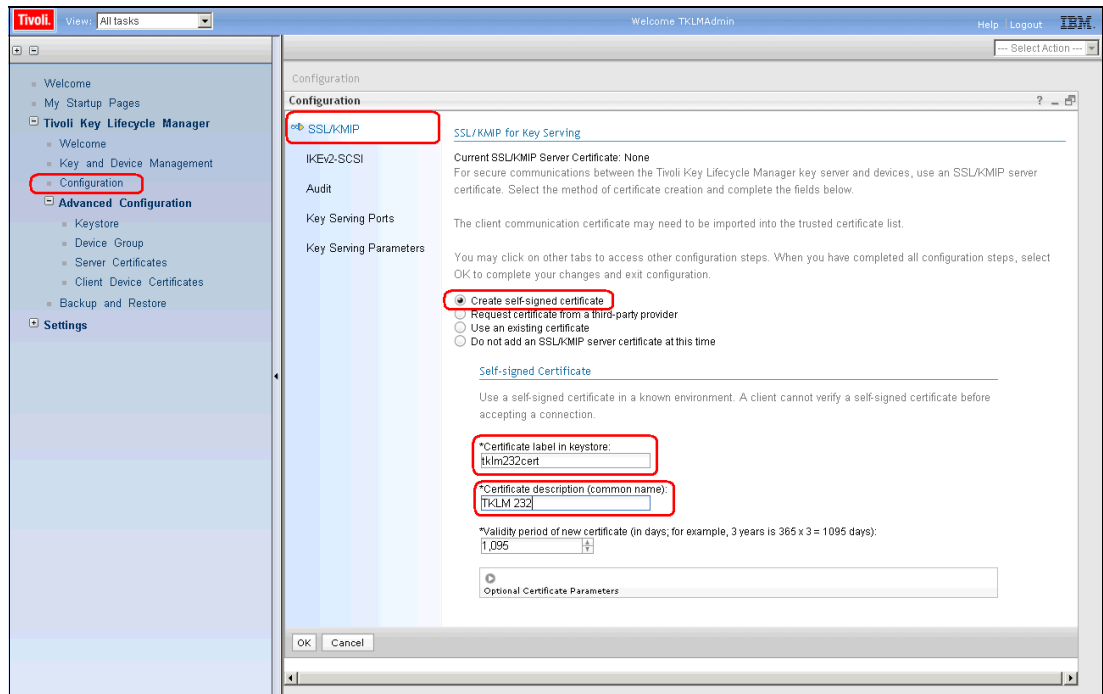 Tivoli. View: All tasks Welcome TKLMAdmin Help Logout IBM.
--- Select Action ---
Welcome
My Startup Pages
Tivoli Key Lifecycle Manager
Welcome
Key and Device Management
Configuration
Advanced Configuration
Keystore
Device Group
Server Certificates
Client Device Certificates
Backup and Restore
Settings
Configuration
Configuration ?
SSL/KMIP
IKEv2-SCSI
Audit
Key Serving Ports
Key Serving Parameters
SSL/KMIP for Key Serving
Current SSL/KMIP Server Certificate: None
For secure communications between the Tivoli Key Lifecycle Manager key server and devices, use an SSL/KMIP server
certificate. Select the method of certificate creation and complete the fields below.
The client communication certificate may need to be imported into the trusted certificate list.
You may click on other tabs to access other configuration steps. When you have completed all configuration steps, select
OK to complete your changes and exit configuration.
Create self-signed certificate
Request certificate from a third-party provider
Use an existing certificate
Do not add an SSL/KMIP server certificate at this time
Self-signed Certificate
Use a self-signed certificate in a known environment. A client cannot verify a self-signed certificate before
accepting a connection.
*Certificate label in keystore:
tklm232cert
*Certificate description (common name):
TKLM 232
*Validity period of new certificate (in days; for example, 3 years is 365 x 3 = 1095 days):
1,095
Optional Certificate Parameters
OK Cancel